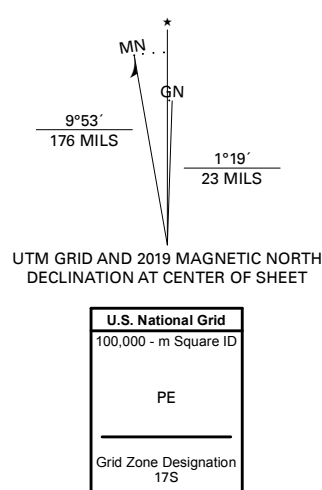 ★
MN
GN
9°53´
176 MILS
1°19´
23 MILS
UTM GRID AND 2019 MAGNETIC NORTH
DECLINATION AT CENTER OF SHEET
U.S. National Grid
100,000 - m Square ID
PE
Grid Zone Designation
17S